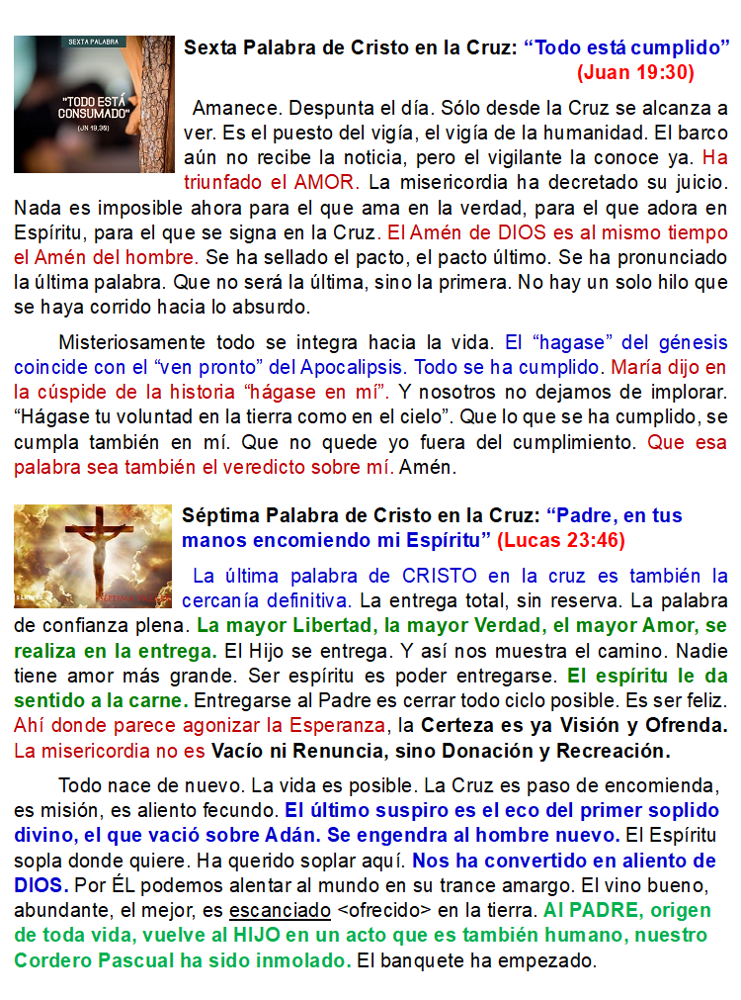 SEXTA PALABRA
"TODO ESTÁ
CONSUMADO"
(JN 19,30)
Sexta Palabra de Cristo en la Cruz: “Todo está cumplido”
(Juan 19:30)
Amanece. Despunta el día. Sólo desde la Cruz se alcanza a
ver. Es el puesto del vigía, el vigía de la humanidad. El barco
aún no recibe la noticia, pero el vigilante la conoce ya. Ha
triunfado el AMOR. La misericordia ha decretado su juicio.
Nada es imposible ahora para el que ama en la verdad, para el que adora en
Espíritu, para el que se signa en la Cruz. El Amén de DIOS es al mismo tiempo
el Amén del hombre. Se ha sellado el pacto, el pacto último. Se ha pronunciado
la última palabra. Que no será la última, sino la primera. No hay un solo hilo que
se haya corrido hacia lo absurdo.
Misteriosamente todo se integra hacia la vida. El “hagase” del génesis
coincide con el “ven pronto” del Apocalipsis. Todo se ha cumplido. María dijo en
la cúspide de la historia “hágase en mí”. Y nosotros no dejamos de implorar.
“Hágase tu voluntad en la tierra como en el cielo”. Que lo que se ha cumplido, se
cumpla también en mí. Que no quede yo fuera del cumplimiento. Que esa
palabra sea también el veredicto sobre mí. Amén.
Séptima Palabra de Cristo en la Cruz: “Padre, en tus
manos encomiendo mi Espíritu” (Lucas 23:46)
La última palabra de CRISTO en la cruz es también la
cercanía definitiva. La entrega total, sin reserva. La palabra
de confianza plena. La mayor Libertad, la mayor Verdad, el mayor Amor, se
realiza en la entrega. El Hijo se entrega. Y así nos muestra el camino. Nadie
tiene amor más grande. Ser espíritu es poder entregarse. El espíritu le da
sentido a la carne. Entregarse al Padre es cerrar todo ciclo posible. Es ser feliz.
Ahí donde parece agonizar la Esperanza, la Certeza es ya Visión y Ofrenda.
La misericordia no es Vacío ni Renuncia, sino Donación y Recreación.
Todo nace de nuevo. La vida es posible. La Cruz es paso de encomienda,
es misión, es aliento fecundo. El último suspiro es el eco del primer soplido
divino, el que vació sobre Adán. Se engendra al hombre nuevo. El Espíritu
sopla donde quiere. Ha querido soplar aquí. Nos ha convertido en aliento de
DIOS. Por ÉL podemos alentar al mundo en su trance amargo. El vino bueno,
abundante, el mejor, es escanciado <ofrecido> en la tierra. Al PADRE, origen
de toda vida, vuelve al HIJO en un acto que es también humano, nuestro
Cordero Pascual ha sido inmolado. El banquete ha empezado.